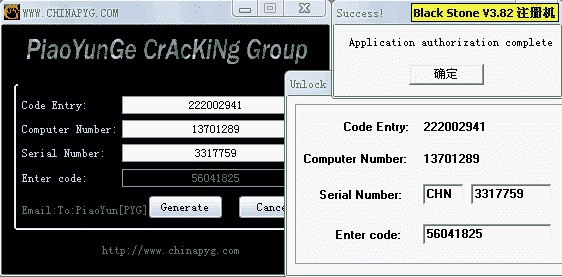 WWW.CHINAPYG.COM
PiaoYunGe CrAcKiNg Group
Code Entry: 222002941
Computer Number: 13701289
Serial Number: 3317759
Enter code: 56041825
Email:To:PiaoYun[PYG] Generate Cance
http://www.chinapyg.com
Success!
Black Stone V3.82 注册机
Application authorization complete
确定
Unlock
Code Entry: 222002941
Computer Number: 13701289
Serial Number: CHN 3317759
Enter code: 56041825